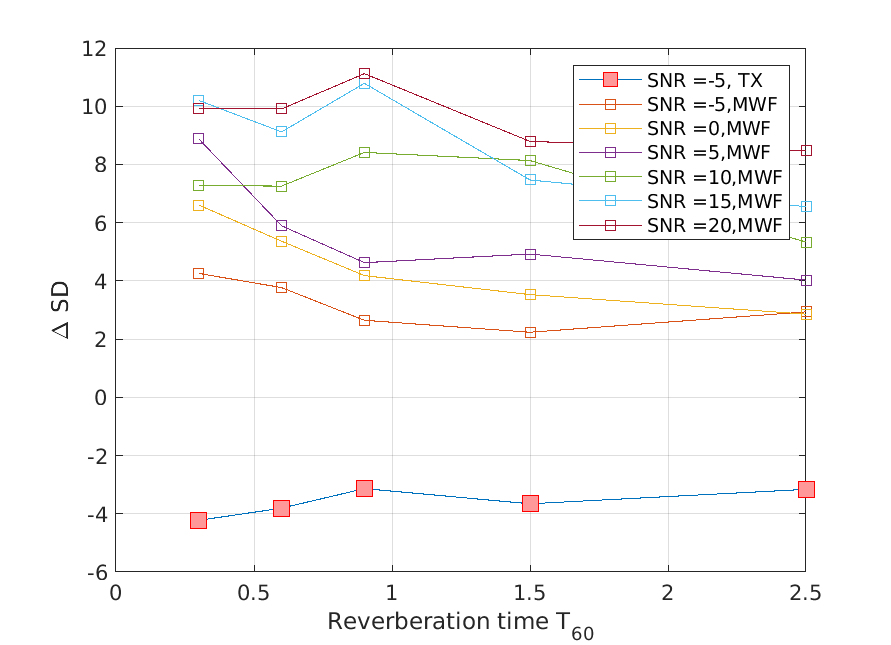 12
10
8
6
4
2
0
-2
-4
-6
Δ SD
0 0.5 1 1.5 2 2.5
Reverberation time T60
SNR =-5, TX
SNR =-5,MWF
SNR =0,MWF
SNR =5,MWF
SNR =10,MWF
SNR =15,MWF
SNR =20,MWF